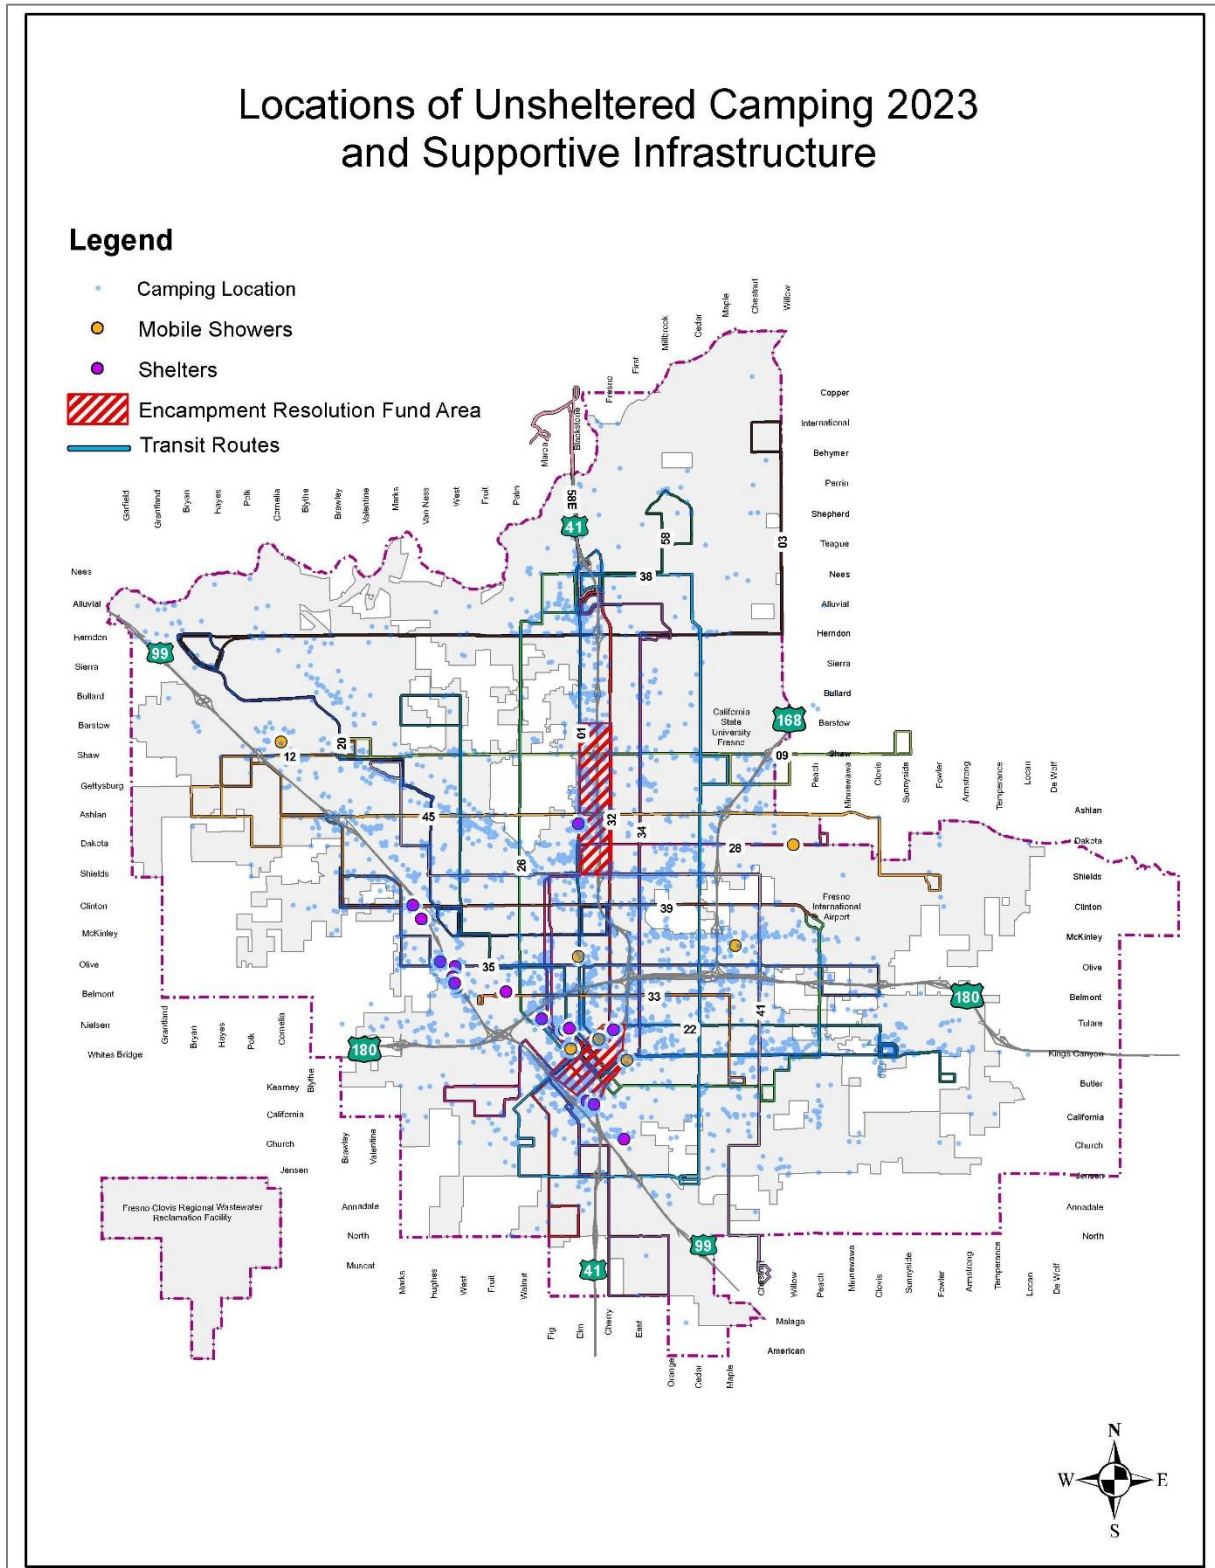 Locations of Unsheltered Camping 2023
and Supportive Infrastructure
Legend
Camping Location
Mobile Showers
Shelters
Encampment Resolution Fund Area
Transit Routes
Garfield
Grantland
Bryan
Hayes
Polk
Cornelia
Blythe
Brawley
Valentine
Marks
Van Ness
West
Fruit
Palm
Maroa
Blackstone
Fresno
First
Millbrook
Cedar
Maple
Chestnut
Willow
Copper
International
Behymer
Perrin
Shepherd
Teague
Nees
Alluvial
Herndon
Sierra
Bullard
Barstow
Shaw
Nees
Alluvial
Herndon
Sierra
Bullard
Barstow
Shaw
Gettysburg
Ashlan
Dakota
Shields
Clinton
McKinley
Olive
Belmont
Nielsen
Whites Bridge
Grantland
Bryan
Hayes
Polk
Cornelia
Blythe
Kearney
California
Church
Jensen
Brawley
Valentine
Annadale
North
Muscat
Peach
Minnewawa
Clovis
Sunnyside
Fowler
Armstrong
Temperance
Locan
De Wolf
Ashlan
Dakota
Shields
Clinton
McKinley
Olive
Belmont
Tulare
Kings Canyon
Butler
California
Church
Jensen
Annadale
North
58E
41
58
38
03
99
168
California
State
University
Fresno
01
09
20
12
45
32
34
28
26
Fresno
International
Airport
39
35
33
41
22
180
180
Fresno-Clovis Regional Wastewater
Reclamation Facility
99
41
Marks
Hughes
West
Fruit
Walnut
Fig
Elm
Cherry
East
Orange
Cedar
Maple
Chestnut
Willow
Peach
Minnewawa
Clovis
Sunnyside
Fowler
Armstrong
Temperance
Locan
De Wolf
Malaga
American
N
W
E
S